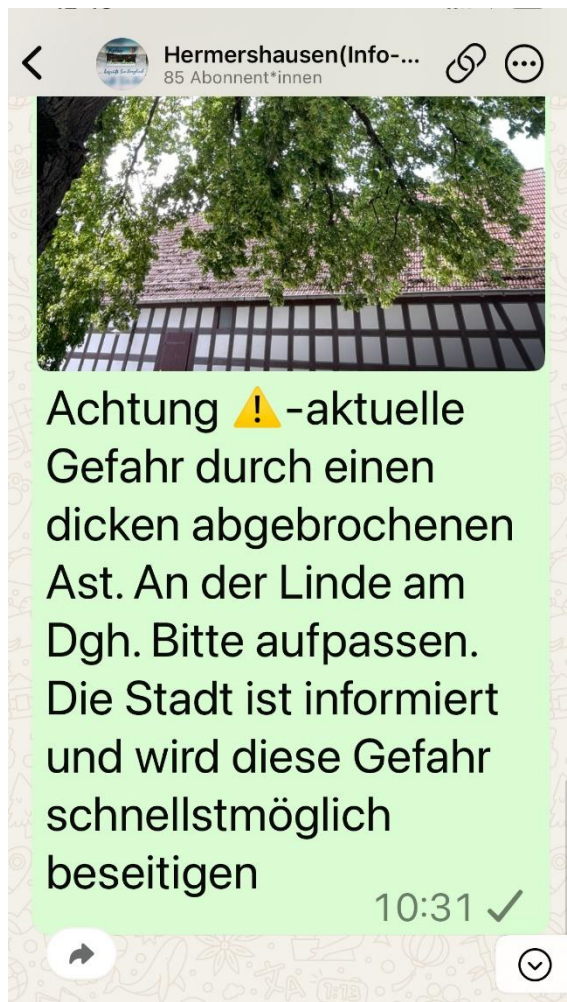 Hermershausen(Info-...
85 Abonnent*innen
Achtung ⚠️-aktuelle
Gefahr durch einen
dicken abgebrochenen
Ast. An der Linde am
Dgh. Bitte aufpassen.
Die Stadt ist informiert
und wird diese Gefahr
schnellstmöglich
beseitigen
10:31